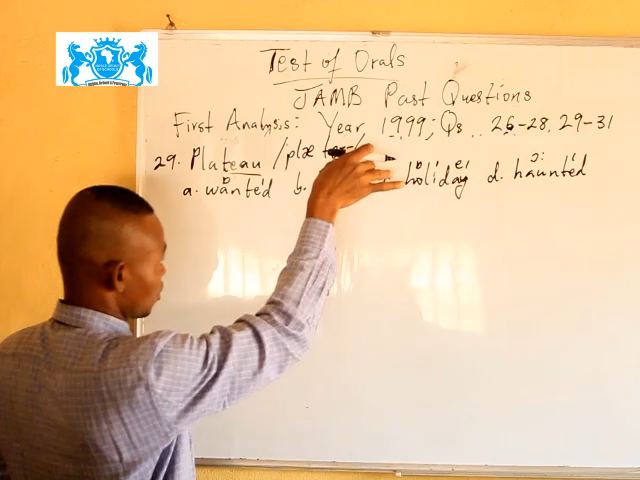 Test of Orals
JAMB Past Questions
First Analysis: Year 1999, Qs 26-28, 29-31
29. Plateau /plæ
ɒ ɒ ei ɔ:
a. wanted b. holiday d. haunted